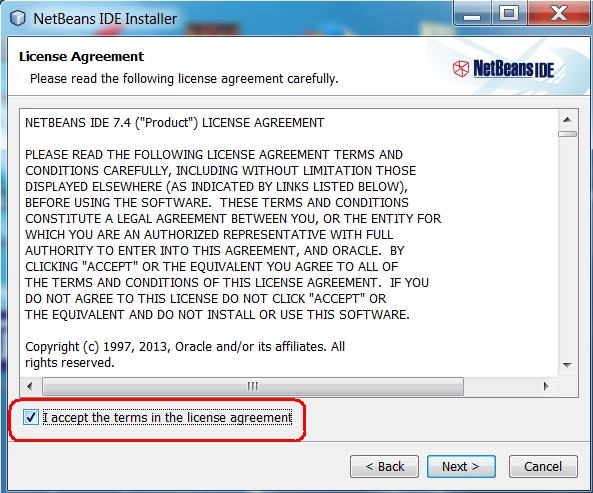 NetBeans IDE Installer
License Agreement
Please read the following license agreement carefully.
NetBeans IDE
NETBEANS IDE 7.4 ("Product") LICENSE AGREEMENT
PLEASE READ THE FOLLOWING LICENSE AGREEMENT TERMS AND
CONDITIONS CAREFULLY, INCLUDING WITHOUT LIMITATION THOSE
DISPLAYED ELSEWHERE (AS INDICATED BY LINKS LISTED BELOW),
BEFORE USING THE SOFTWARE.  THESE TERMS AND CONDITIONS
CONSTITUTE A LEGAL AGREEMENT BETWEEN YOU, OR THE ENTITY FOR
WHICH YOU ARE AN AUTHORIZED REPRESENTATIVE WITH FULL
AUTHORITY TO ENTER INTO THIS AGREEMENT, AND ORACLE.  BY
CLICKING "ACCEPT" OR THE EQUIVALENT YOU AGREE TO ALL OF
THE TERMS AND CONDITIONS OF THIS LICENSE AGREEMENT.  IF YOU
DO NOT AGREE TO THIS LICENSE DO NOT CLICK "ACCEPT" OR
THE EQUIVALENT AND DO NOT INSTALL OR USE THIS SOFTWARE.
Copyright (c) 1997, 2013, Oracle and/or its affiliates. All
rights reserved.
I accept the terms in the license agreement
< Back
Next >
Cancel